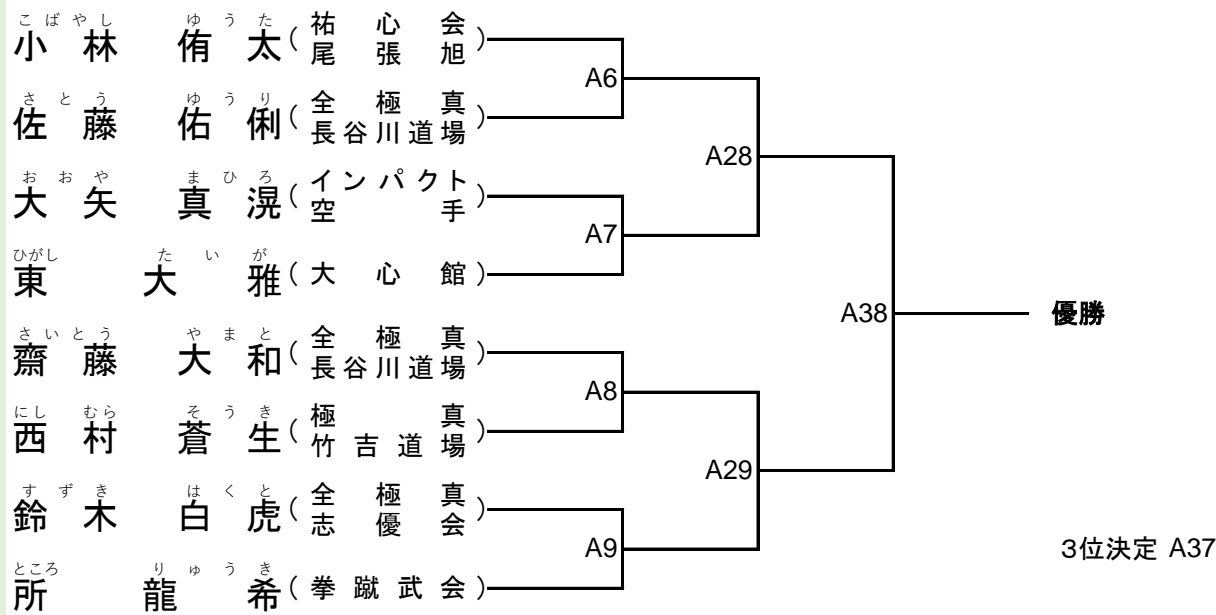 こばやし ゆうた
小林 侑太(祐心会尾張旭)
A6
さとう ゆうり
佐藤 佑俐(全極真長谷川道場)
A28
おおや まひろ
大矢 真滉(インパクト空手)
A7
ひがし たいが
東 大雅(大心館)
A38 優勝
さいとう やまと
齋藤 大和(全極真長谷川道場)
A8
にしむら そうき
西村 蒼生(極真竹吉道場)
A29
すずき はくと
鈴木 白虎(全極真志優会)
A9
3位決定 A37
ところ りゅうき
所 龍希(拳蹴武会)